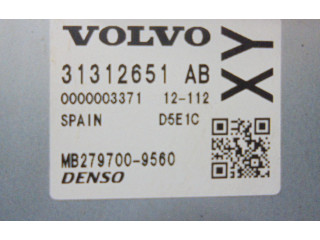 VOLVO
31312651 AB
0000003371 12-112
SPAIN D5E1C
MB279700-9560
DENSO
XY